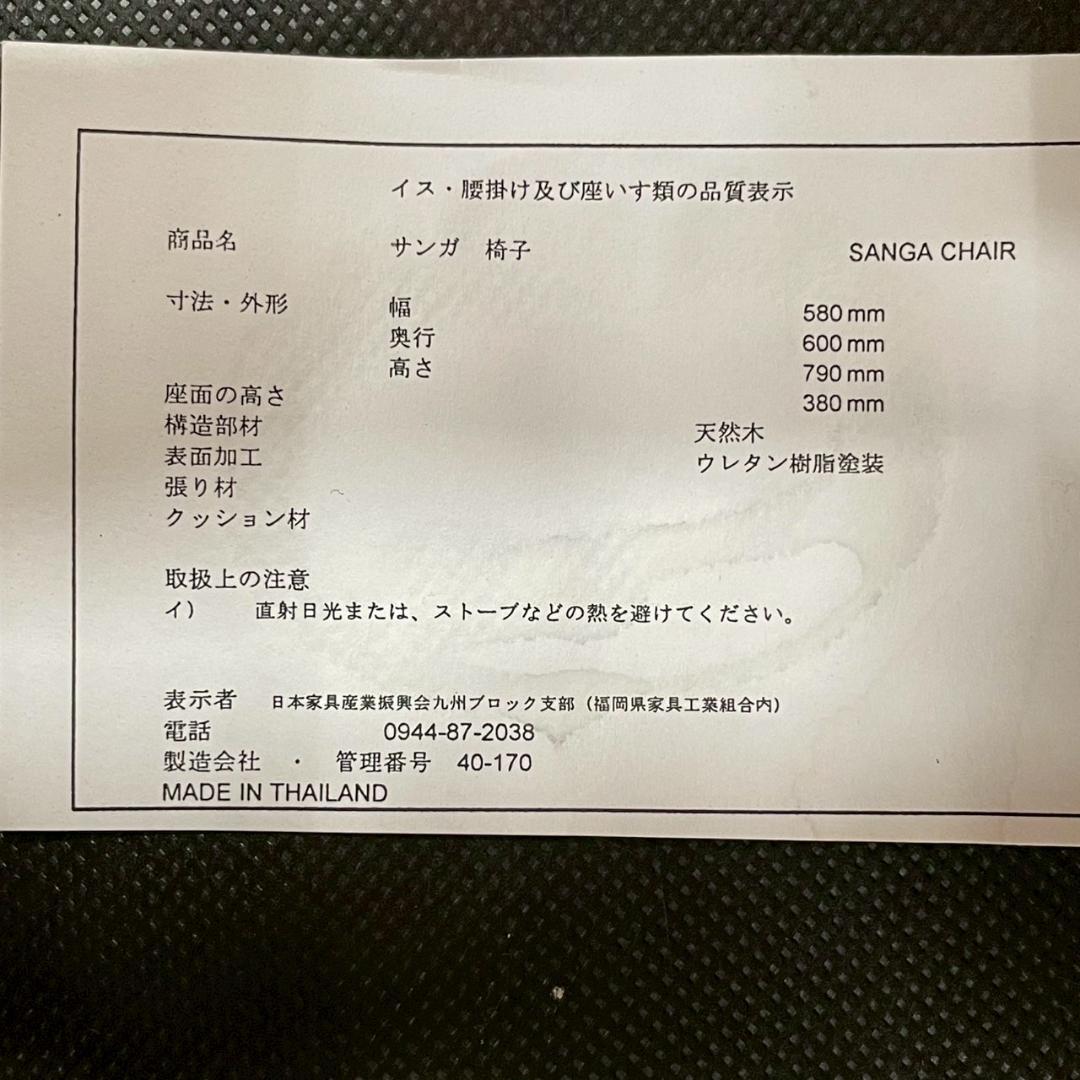 イス・腰掛け及び座いす類の品質表示
商品名 サンガ 椅子 SANGA CHAIR
寸法・外形 幅 580 mm
奥行 600 mm
高さ 790 mm
座面の高さ 380 mm
構造部材 天然木
表面加工 ウレタン樹脂塗装
張り材
クッション材
取扱上の注意
イ) 直射日光または、ストーブなどの熱を避けてください。
表示者 日本家具産業振興会九州ブロック支部（福岡県家具工業組合内）
電話 0944-87-2038
製造会社 ・ 管理番号 40-170
MADE IN THAILAND